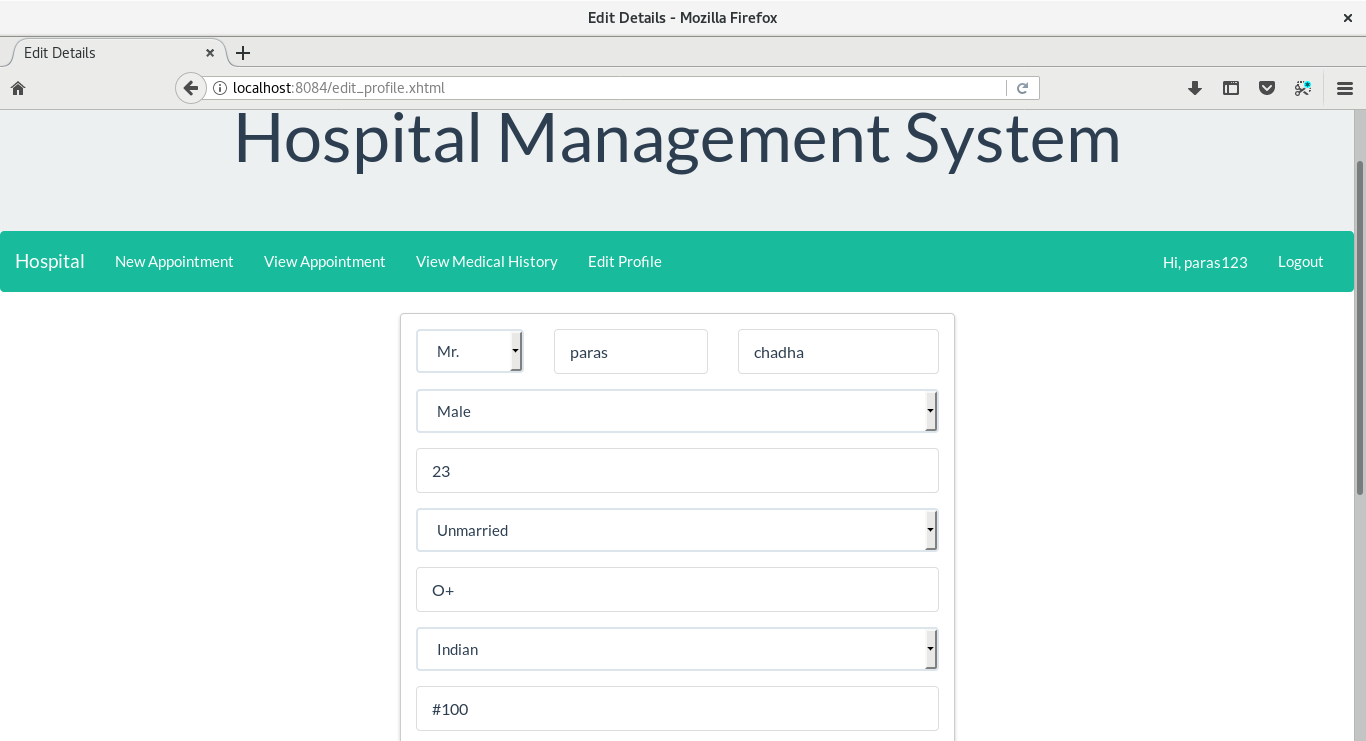 Edit Details - Mozilla Firefox
Edit Details
localhost:8084/edit_profile.xhtml
Hospital Management System
Hospital New Appointment View Appointment View Medical History Edit Profile Hi, paras123 Logout
Mr. paras chadha
Male
23
Unmarried
O+
Indian
#100